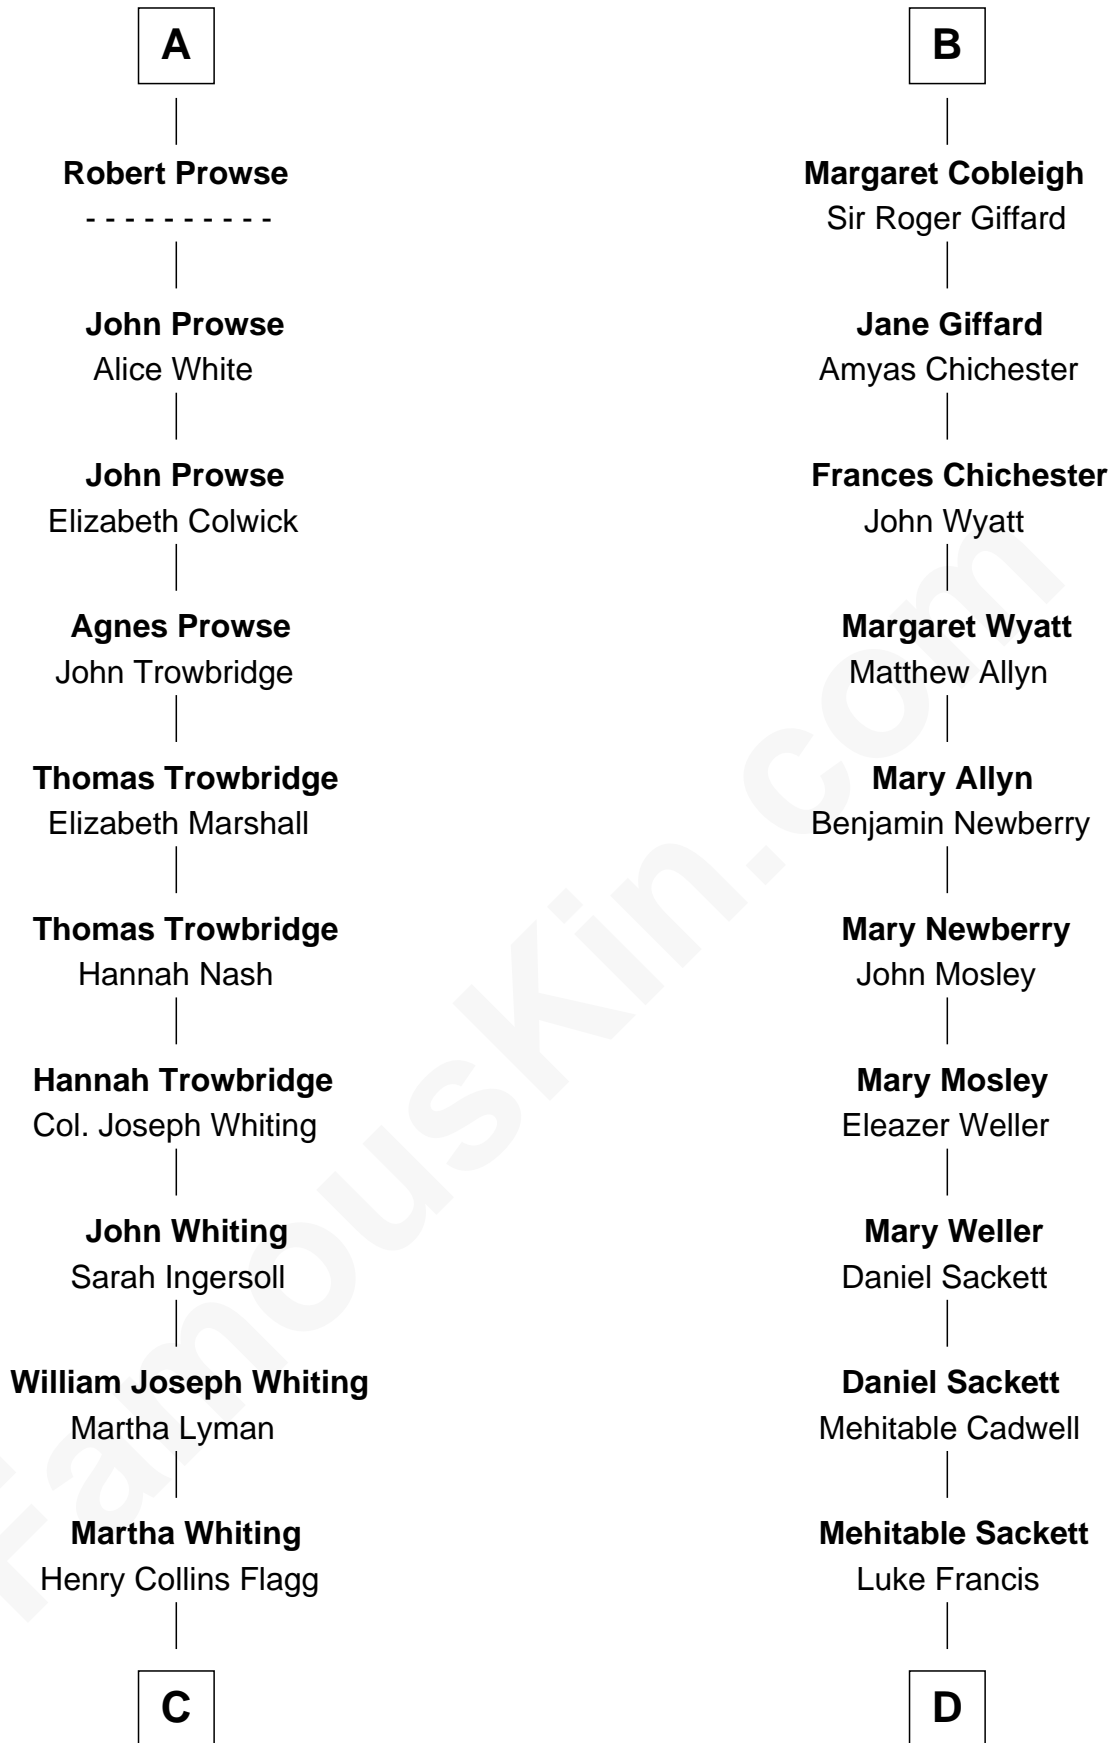 A
Robert Prowse
- - - - - - - - - -
John Prowse
Alice White
John Prowse
Elizabeth Colwick
Agnes Prowse
John Trowbridge
Thomas Trowbridge
Elizabeth Marshall
Thomas Trowbridge
Hannah Nash
Hannah Trowbridge
Col. Joseph Whiting
John Whiting
Sarah Ingersoll
William Joseph Whiting
Martha Lyman
Martha Whiting
Henry Collins Flagg
C
B
Margaret Cobleigh
Sir Roger Giffard
Jane Giffard
Amyas Chichester
Frances Chichester
John Wyatt
Margaret Wyatt
Matthew Allyn
Mary Allyn
Benjamin Newberry
Mary Newberry
John Mosley
Mary Mosley
Eleazer Weller
Mary Weller
Daniel Sackett
Daniel Sackett
Mehitable Cadwell
Mehitable Sackett
Luke Francis
D
FamousKin.com